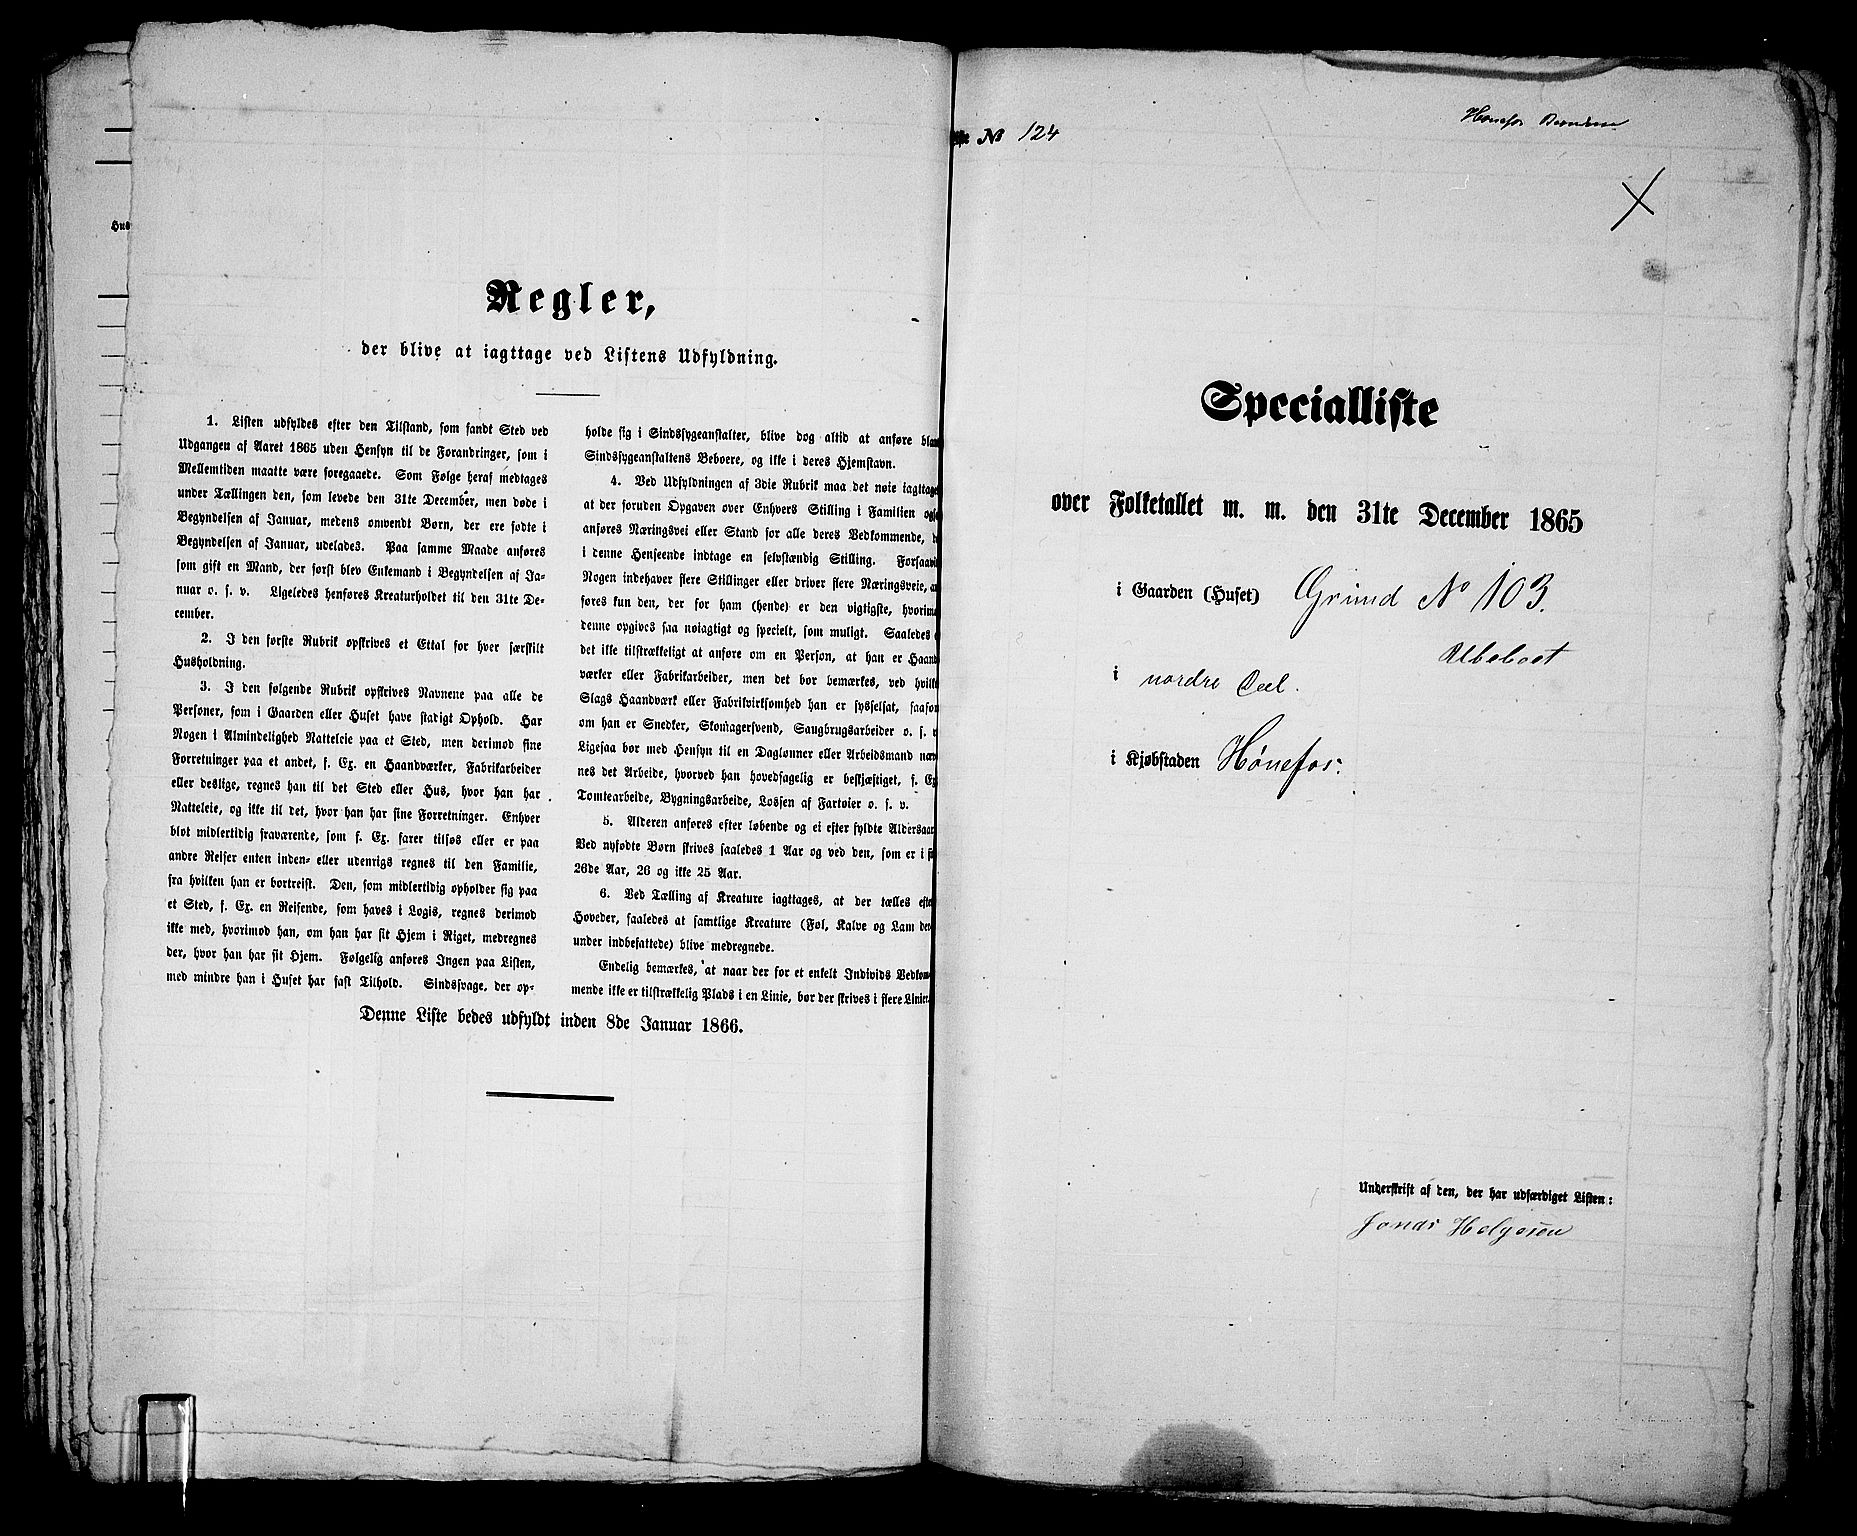 Hus
Regler,
der blive at iagttage ved Listens Udfyldning.
1. Listen udfyldes efter den Tilstand, som fandt Sted ved
Udgangen af Aaret 1865 uden Hensyn til de Forandringer, som i
Mellemtiden maatte være foregaaede. Som Følge heraf medtages
under Tællingen den, som levede den 31te December, men døde i
Begyndelsen af Januar, medens omvendt Børn, der ere fødte i
Begyndelsen af Januar, udelades. Paa samme Maade anføres
som gift en Mand, der først blev Enkemand i Begyndelsen af Ja-
nuar o. s. v. Ligeledes henføres Kreaturholdet til den 31te De-
cember.
2. I den første Rubrik opskrives et Ettal for hver særskilt
Husholdning.
3. I den følgende Rubrik opskrives Navnene paa alle de
Personer, som i Gaarden eller Huset have stadigt Ophold. Har
Nogen i Almindelighed Natteleie paa et Sted, men derimod sine
Forretninger paa et andet, f. Ex. en Haandværker, Fabrikarbeider
eller deslige, regnes han til det Sted eller Hus, hvor han har
Natteleie, og ikke til det, hvor han har sine Forretninger. Enhver
blot midlertidig fraværende, som f. Ex. farer tilsøs eller er paa
andre Reiser enten inden- eller udenrigs regnes til den Familie,
fra hvilken han er bortreist. Den, som midlertidig opholder sig paa
et Sted, f. Ex. en Reisende, som haves i Logis, regnes derimod
ikke med, hvorimod han, om han har sit Hjem i Riget, medregnes
der, hvor han har sit Hjem. Følgelig anføres Ingen paa Listen,
med mindre han i Huset har fast Tilhold. Sindssvage, der op-
holde sig i Sindssygeanstalter, blive dog altid at anføre blan
Sindssygeanstaltens Beboere, og ikke i deres Hjemstavn.
4. Ved Udfyldningen af 3die Rubrik maa det nøie iagttage
at der foruden Opgaven over Enhvers Stilling i Familien ogs
anføres Næringsvei eller Stand for alle deres Vedkommende, d
i denne Henseende indtage en selvstændig Stilling. Forsaavi
Nogen indehaver flere Stillinger eller driver flere Næringsveie, an
føres kun den, der for ham (hende) er den vigtigste, hvorime
denne opgives saa nøiagtigt og specielt, som muligt. Saaledes
det ikke tilstrækkeligt at anføre om en Person, at han er Haand
værker eller Fabrikarbeider, men det bør bemærkes, ved hvilk
Slags Haandværk eller Fabrikvirksomhed han er sysselsat, saason
om han er Snedker, Skomagersvend, Saugbrugsarbeider o. s. v
Ligesaa bør med Hensyn til en Dagløner eller Arbeidsmand næv
nes det Arbeide, hvorved han hovedsagelig er beskjæftiget, f. Ex
Tomtearbeide, Bygningsarbeide, Lossen af Fartøier o. s. v.
5. Alderen anføres efter løbende og ei efter fyldte Aldersaar
Ved nyfødte Børn skrives saaledes 1 Aar og ved den, som er i s
26de Aar, 26 og ikke 25 Aar.
6. Ved Tælling af Kreature iagttages, at der tælles efte
Hoveder, saaledes at samtlige Kreature (Føl, Kalve og Lam der
under indbefattede) blive medregnede.
Endelig bemærkes, at naar der for et enkelt Individs Vedkom
mende ikke er tilstrækkelig Plads i en Linie, bør der skrives i flere Linier
Denne Liste bedes udfyldt inden 8de Januar 1866.
№ 124
Hønefos
Specialliste
over Folketallet m. m. den 31te December 1865
i Gaarden (Huset) Grund No 103.
Ubeboet
i nordre Deel.
i Kjøbstaden Hønefos.
Underskrift af den, der har udfærdiget Listen:
Jonas Helgesen